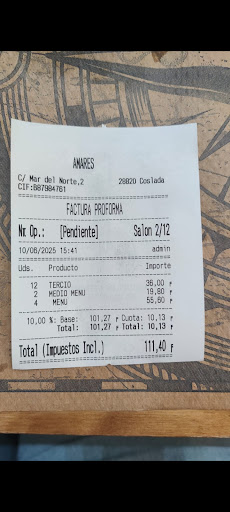 AMARES
C/ Mar del Norte,2 28820 Coslada
CIF:B87984761
FACTURA PROFORMA
Nr. Op.: [Pendiente] Salon 2/12
10/06/2025 15:41 admin
Uds. Producto Importe
12 TERCIO 36,00 ₧
2 MEDIO MENU 19,80 ₧
4 MENU 55,60 ₧
10,00 %: Base: 101,27 ₧ Cuota: 10,13 ₧
Total: 101,27 ₧ Total: 10,13 ₧
Total (Impuestos Incl.) 111,40 ₧